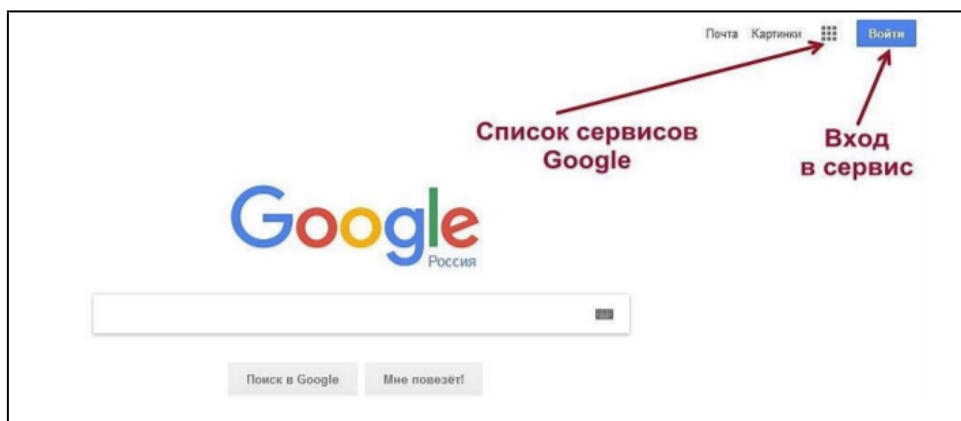 Почта Картинки Войти
Список сервисов
Google
Вход
в сервис
Google
Россия
Поиск в Google Мне повезёт!